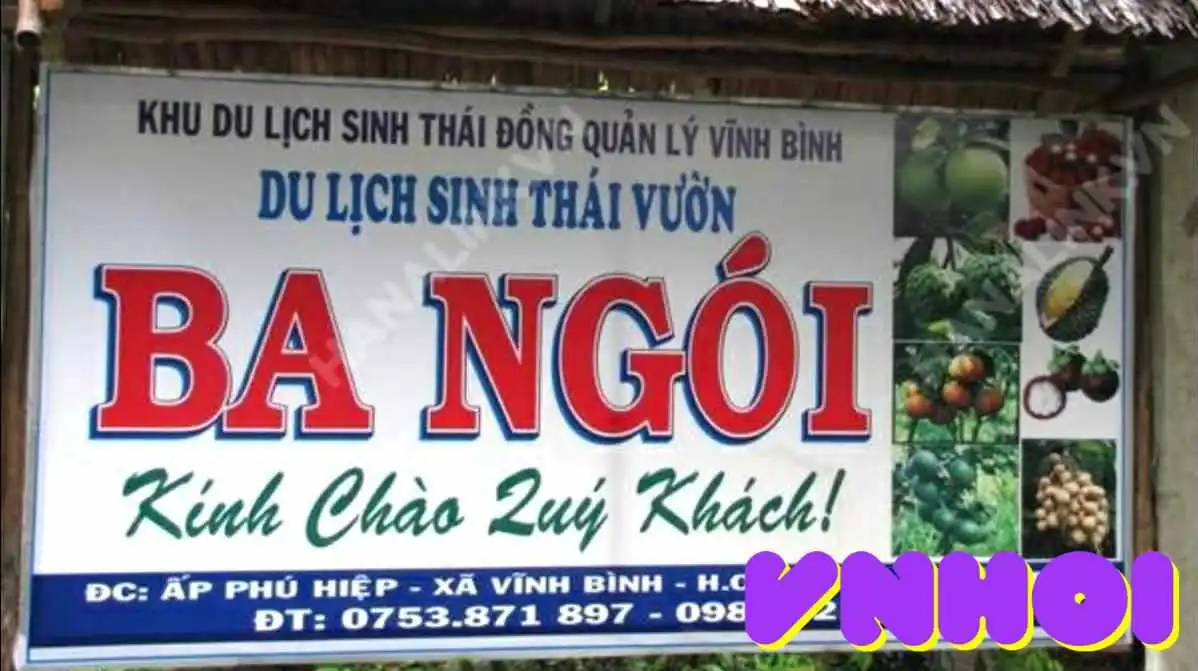 KHU DU LỊCH SINH THÁI ĐỒNG QUẢN LÝ VĨNH BÌNH
DU LỊCH SINH THÁI VƯỜN
BA NGÓI
Kính Chào Quý Khách!
ĐC: ẤP PHÚ HIỆP - XÃ VĨNH BÌNH - H.C
ĐT: 0753.871 897 - 098
VNHOI
HANALINKVN